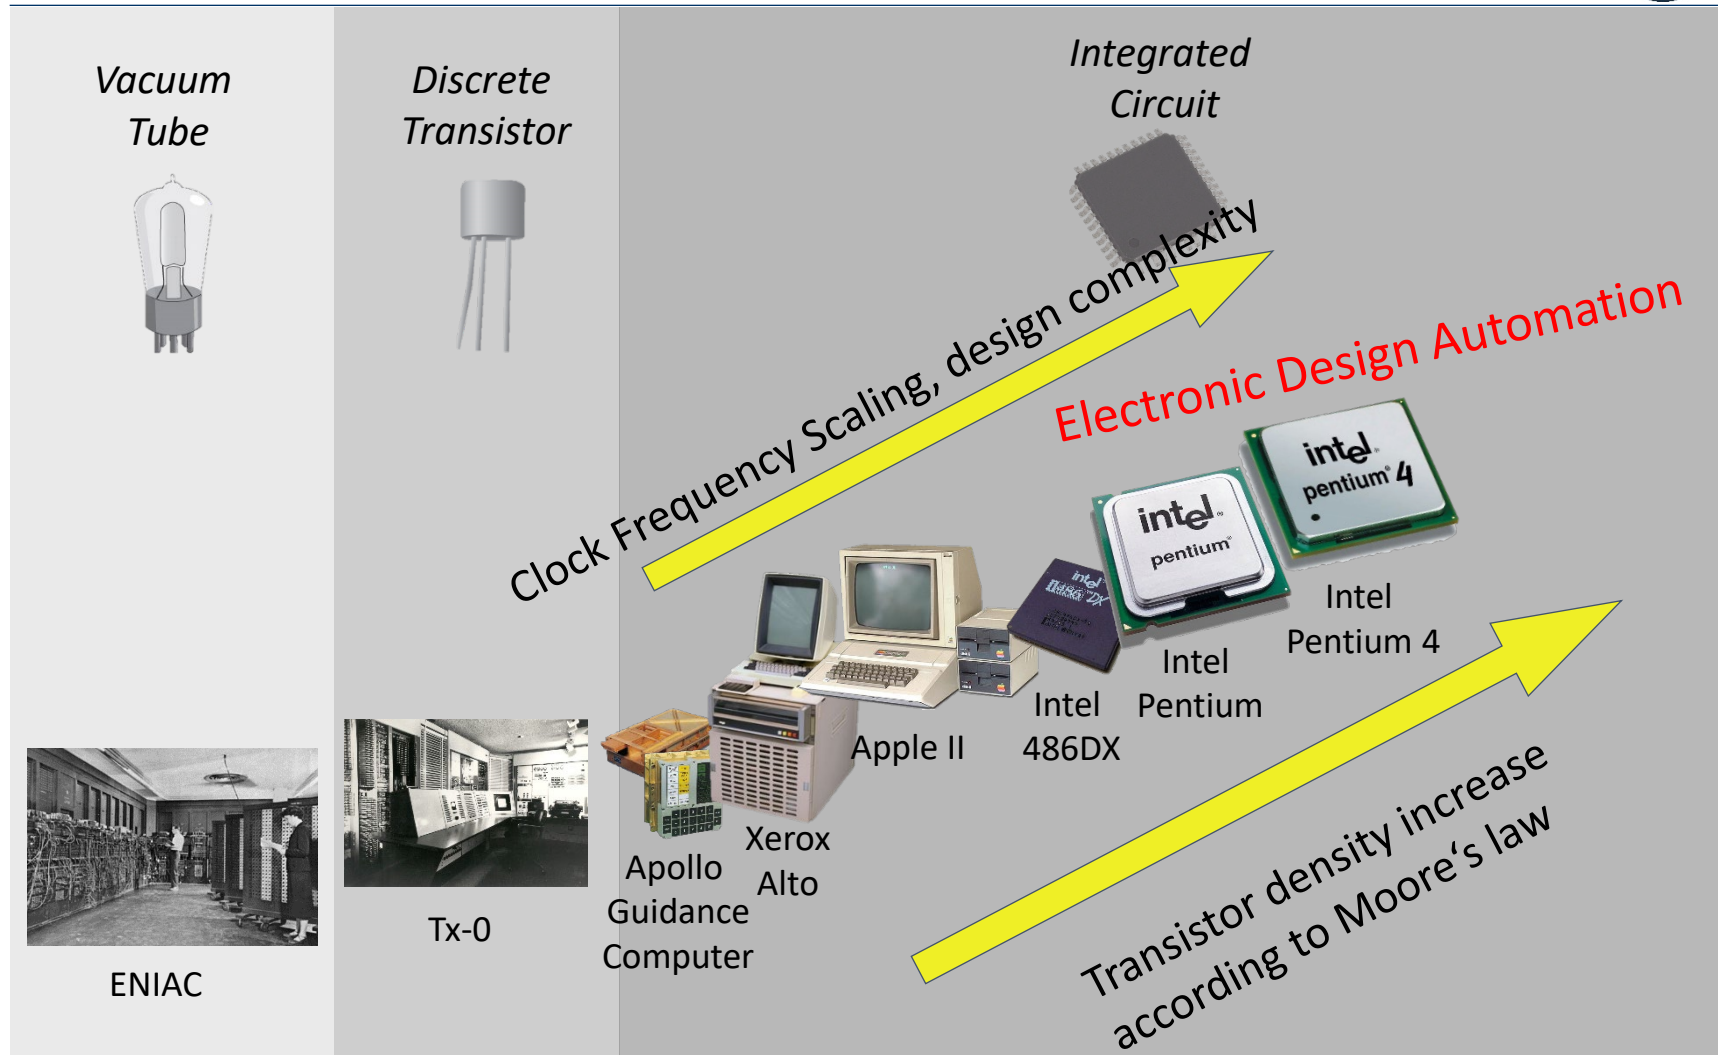 Vacuum
Tube
Discrete
Transistor
Integrated
Circuit
Clock Frequency Scaling, design complexity
Electronic Design Automation
intel
pentium® 4
intel
pentium®
intel
i486™DX
Intel
Pentium 4
Intel
Pentium
Intel
486DX
Apple II
Xerox
Alto
Apollo
Guidance
Computer
Tx-0
ENIAC
Transistor density increase
according to Moore‘s law